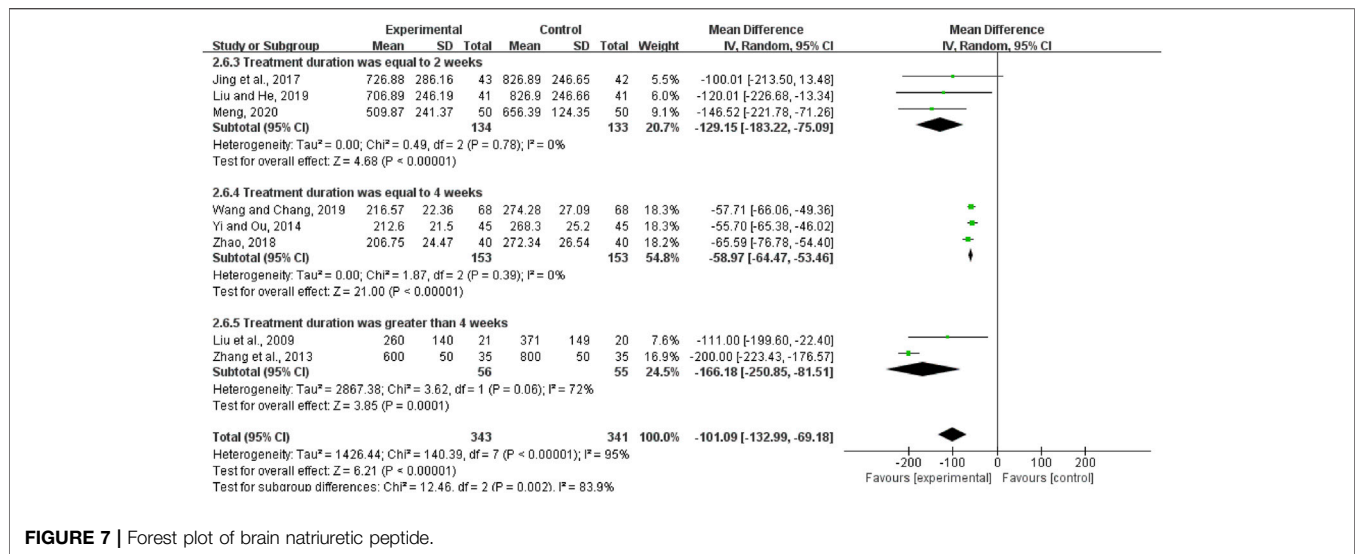 Experimental Control Mean Difference Mean Difference
Study or Subgroup Mean SD Total Mean SD Total Weight IV, Random, 95% CI IV, Random, 95% CI
2.6.3 Treatment duration was equal to 2 weeks
Jing et al., 2017 726.88 286.16 43 826.89 246.65 42 5.5% -100.01 [-213.50, 13.48]
Liu and He, 2019 706.89 246.19 41 826.9 246.66 41 6.0% -120.01 [-226.68, -13.34]
Meng, 2020 509.87 241.37 50 656.39 124.35 50 9.1% -146.52 [-221.78, -71.26]
Subtotal (95% CI) 134 133 20.7% -129.15 [-183.22, -75.09]
Heterogeneity: Tau² = 0.00; Chi² = 0.49, df = 2 (P = 0.78); I² = 0%
Test for overall effect: Z = 4.68 (P < 0.00001)
2.6.4 Treatment duration was equal to 4 weeks
Wang and Chang, 2019 216.57 22.36 68 274.28 27.09 68 18.3% -57.71 [-66.06, -49.36]
Yi and Ou, 2014 212.6 21.5 45 268.3 25.2 45 18.3% -55.70 [-65.38, -46.02]
Zhao, 2018 206.75 24.47 40 272.34 26.54 40 18.2% -65.59 [-76.78, -54.40]
Subtotal (95% CI) 153 153 54.8% -58.97 [-64.47, -53.46]
Heterogeneity: Tau² = 0.00; Chi² = 1.87, df = 2 (P = 0.39); I² = 0%
Test for overall effect: Z = 21.00 (P < 0.00001)
2.6.5 Treatment duration was greater than 4 weeks
Liu et al., 2009 260 140 21 371 149 20 7.6% -111.00 [-199.60, -22.40]
Zhang et al., 2013 600 50 35 800 50 35 16.9% -200.00 [-223.43, -176.57]
Subtotal (95% CI) 56 55 24.5% -166.18 [-250.85, -81.51]
Heterogeneity: Tau² = 2867.38; Chi² = 3.62, df = 1 (P = 0.06); I² = 72%
Test for overall effect: Z = 3.85 (P = 0.0001)
Total (95% CI) 343 341 100.0% -101.09 [-132.99, -69.18]
Heterogeneity: Tau² = 1426.44; Chi² = 140.39, df = 7 (P < 0.00001); I² = 95%
Test for overall effect: Z = 6.21 (P < 0.00001)
Test for subgroup differences: Chi² = 12.46, df = 2 (P = 0.002), I² = 83.9%
-200 -100 0 100 200
Favours [experimental] Favours [control]
FIGURE 7 | Forest plot of brain natriuretic peptide.